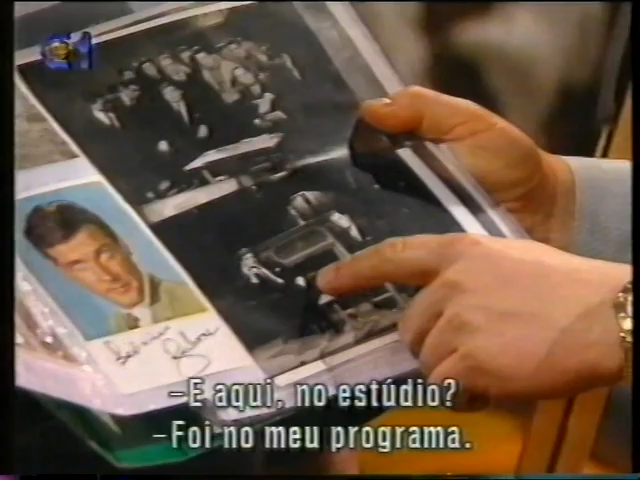 –E aqui, no estúdio?
–Foi no meu programa.